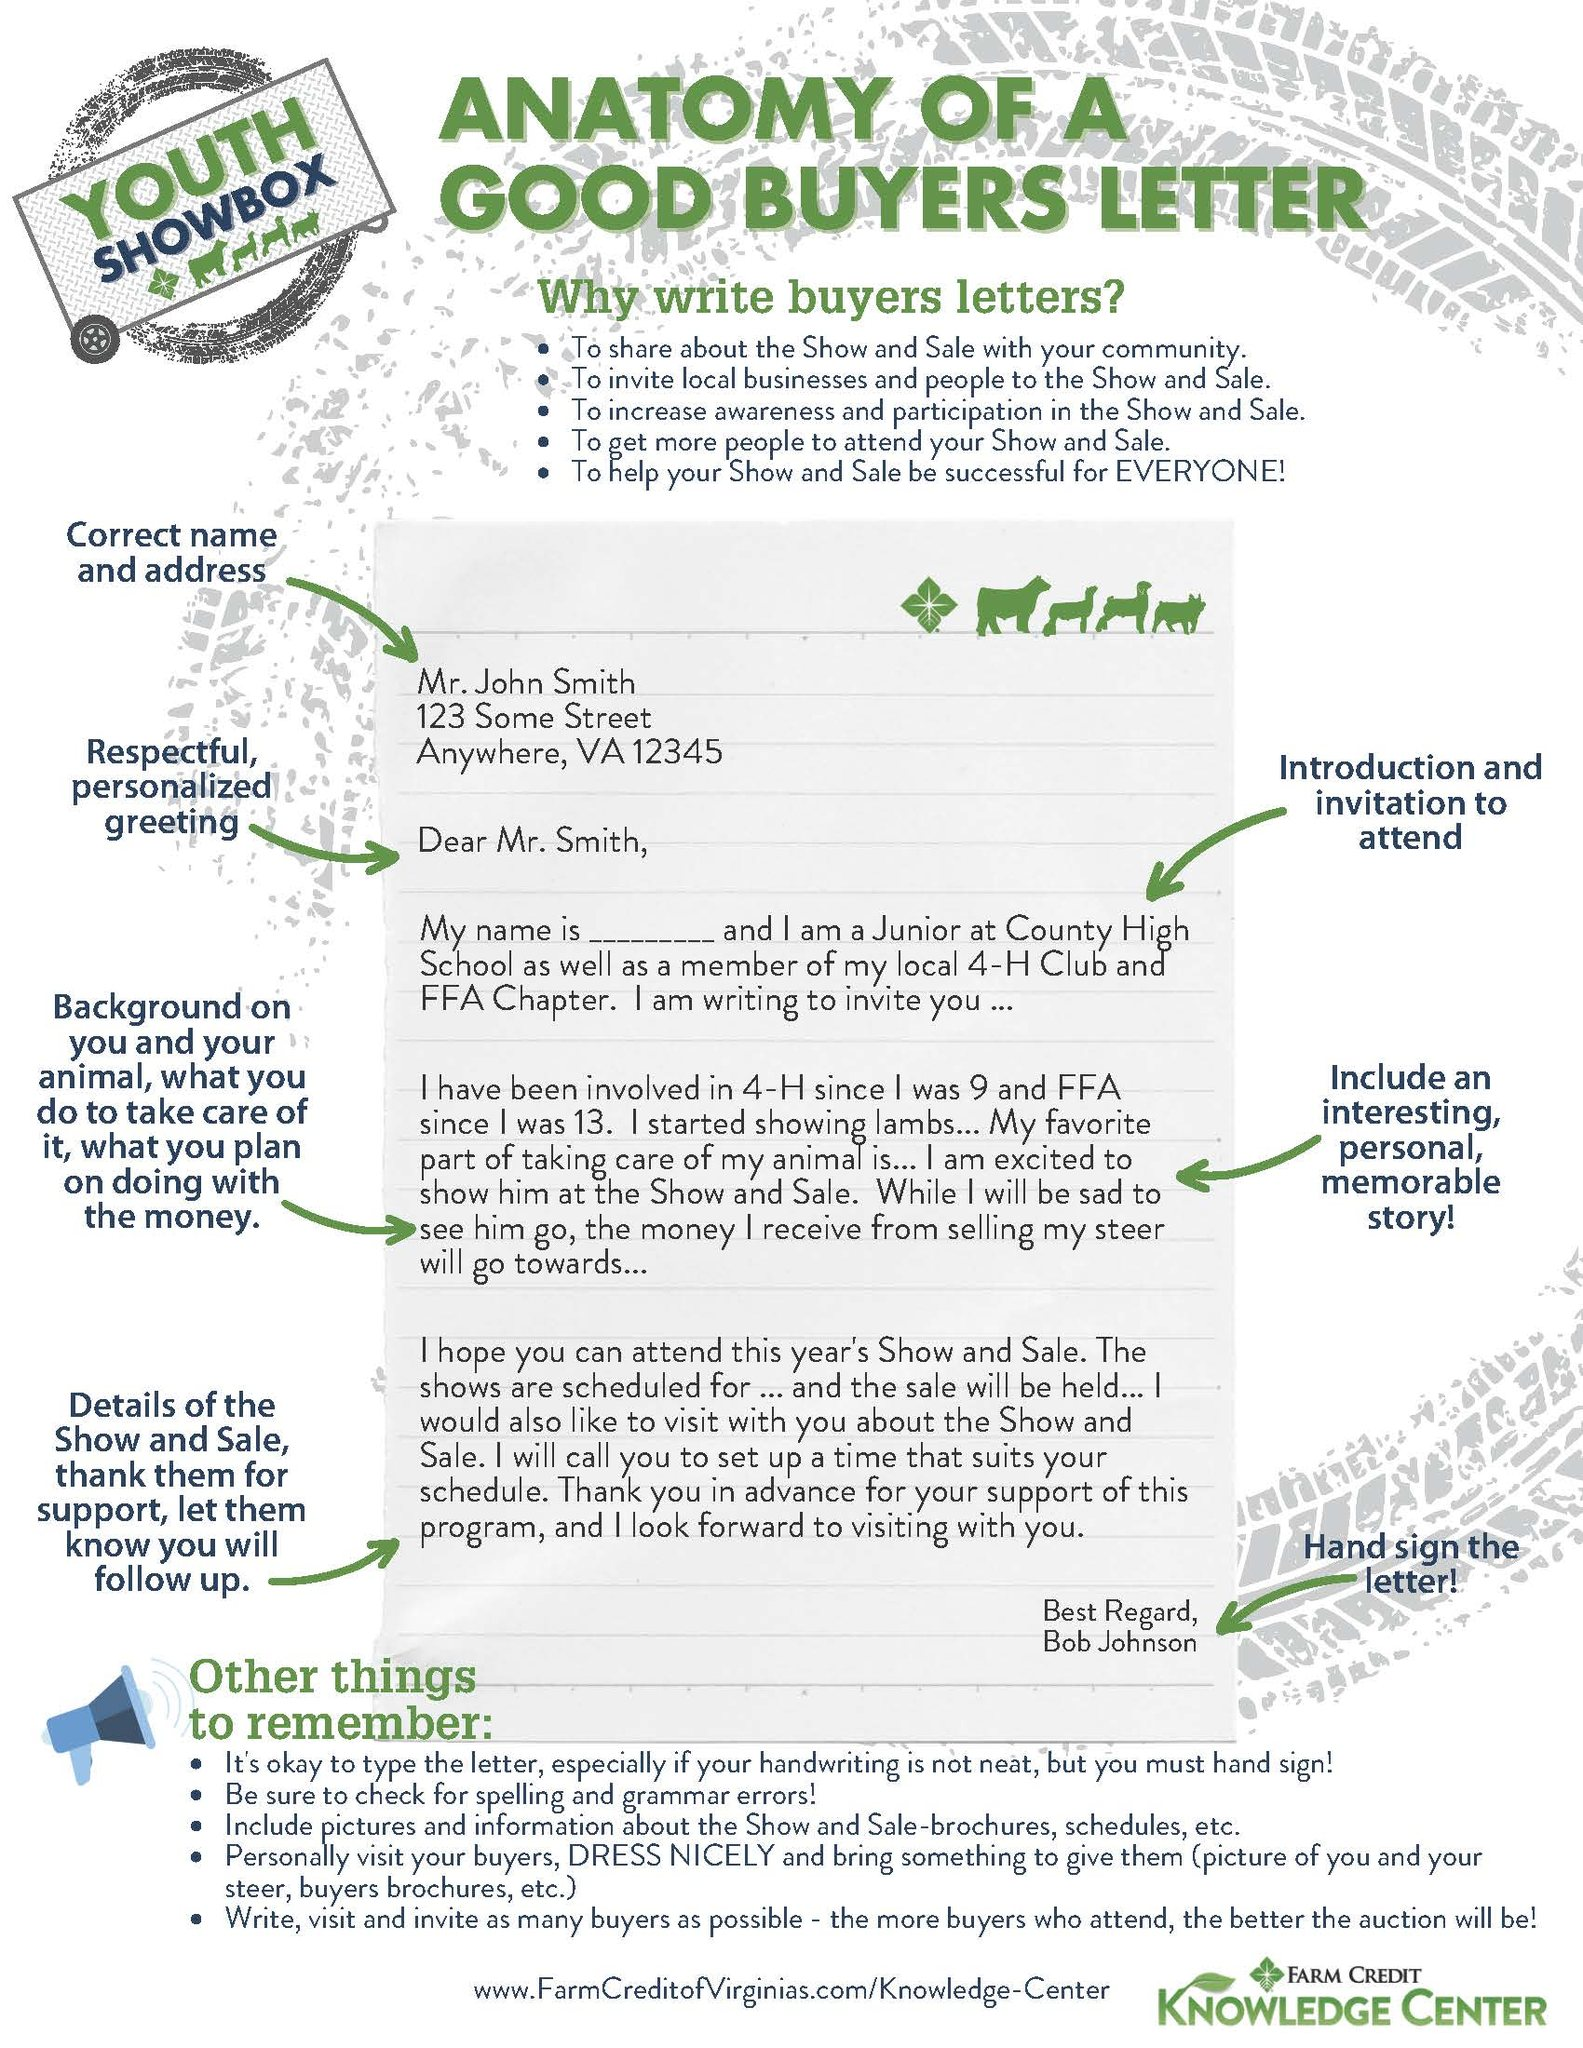 YOUTH
SHOWBOX
ANATOMY OF A
GOOD BUYERS LETTER
Why write buyers letters?
• To share about the Show and Sale with your community.
• To invite local businesses and people to the Show and Sale.
• To increase awareness and participation in the Show and Sale.
• To get more people to attend your Show and Sale.
• To help your Show and Sale be successful for EVERYONE!
Correct name
and address
Mr. John Smith
123 Some Street
Anywhere, VA 12345
Respectful,
personalized
greeting
Dear Mr. Smith,
Introduction and
invitation to
attend
My name is _________ and I am a Junior at County High
School as well as a member of my local 4-H Club and
FFA Chapter.  I am writing to invite you ...
Background on
you and your
animal, what you
do to take care of
it, what you plan
on doing with
the money.
I have been involved in 4-H since I was 9 and FFA
since I was 13.  I started showing lambs... My favorite
part of taking care of my animal is... I am excited to
show him at the Show and Sale.  While I will be sad to
see him go, the money I receive from selling my steer
will go towards...
Include an
interesting,
personal,
memorable
story!
Details of the
Show and Sale,
thank them for
support, let them
know you will
follow up.
I hope you can attend this year's Show and Sale. The
shows are scheduled for ... and the sale will be held... I
would also like to visit with you about the Show and
Sale. I will call you to set up a time that suits your
schedule. Thank you in advance for your support of this
program, and I look forward to visiting with you.
Hand sign the
letter!
Best Regard,
Bob Johnson
Other things
to remember:
• It's okay to type the letter, especially if your handwriting is not neat, but you must hand sign!
• Be sure to check for spelling and grammar errors!
• Include pictures and information about the Show and Sale-brochures, schedules, etc.
• Personally visit your buyers, DRESS NICELY and bring something to give them (picture of you and your
steer, buyers brochures, etc.)
• Write, visit and invite as many buyers as possible - the more buyers who attend, the better the auction will be!
www.FarmCreditofVirginias.com/Knowledge-Center
FARM CREDIT
KNOWLEDGE CENTER